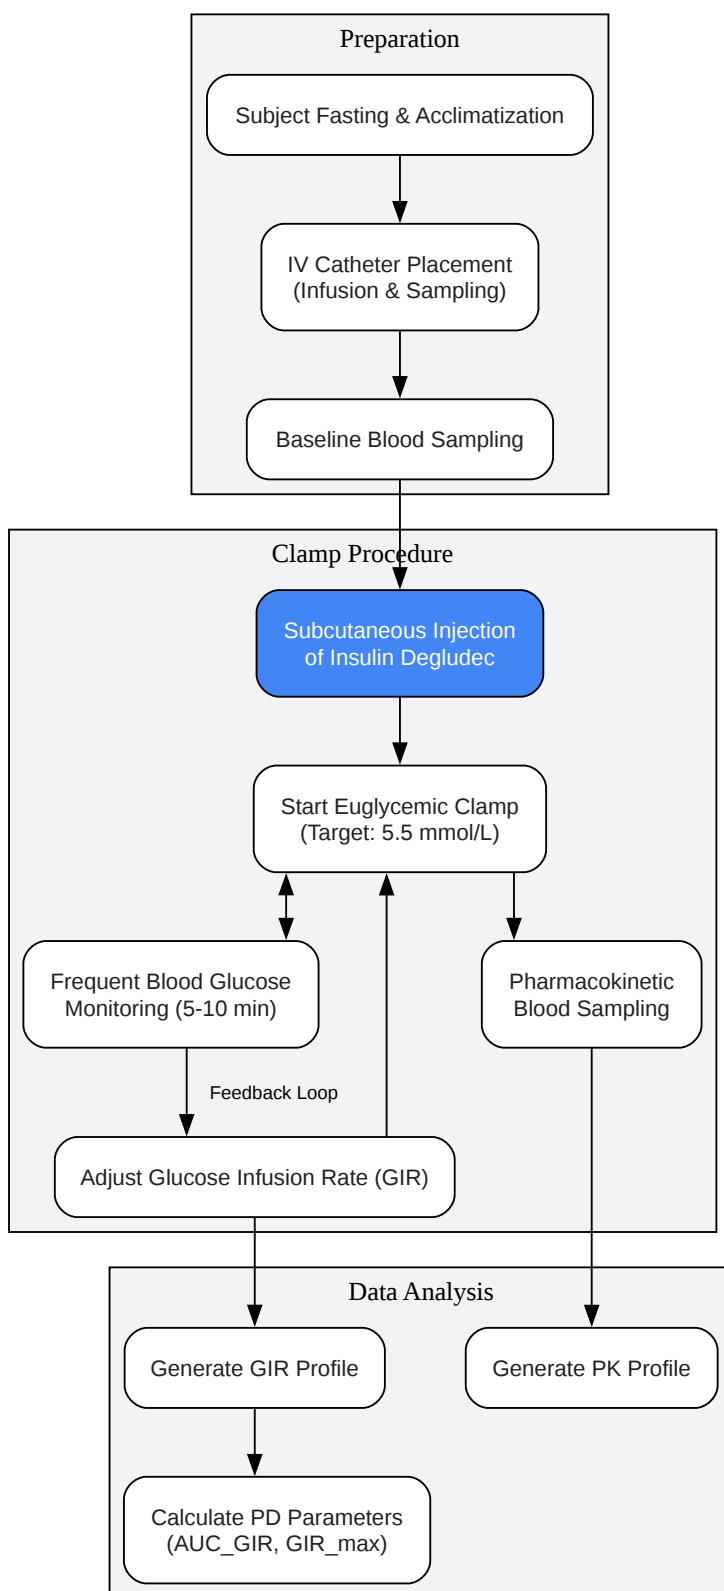 Preparation
Subject Fasting & Acclimatization
IV Catheter Placement
(Infusion & Sampling)
Baseline Blood Sampling
Clamp Procedure
Subcutaneous Injection
of Insulin Degludec
Start Euglycemic Clamp
(Target: 5.5 mmol/L)
Frequent Blood Glucose
Monitoring (5-10 min)
Pharmacokinetic
Blood Sampling
Feedback Loop
Adjust Glucose Infusion Rate (GIR)
Data Analysis
Generate GIR Profile
Generate PK Profile
Calculate PD Parameters
(AUC_GIR, GIR_max)